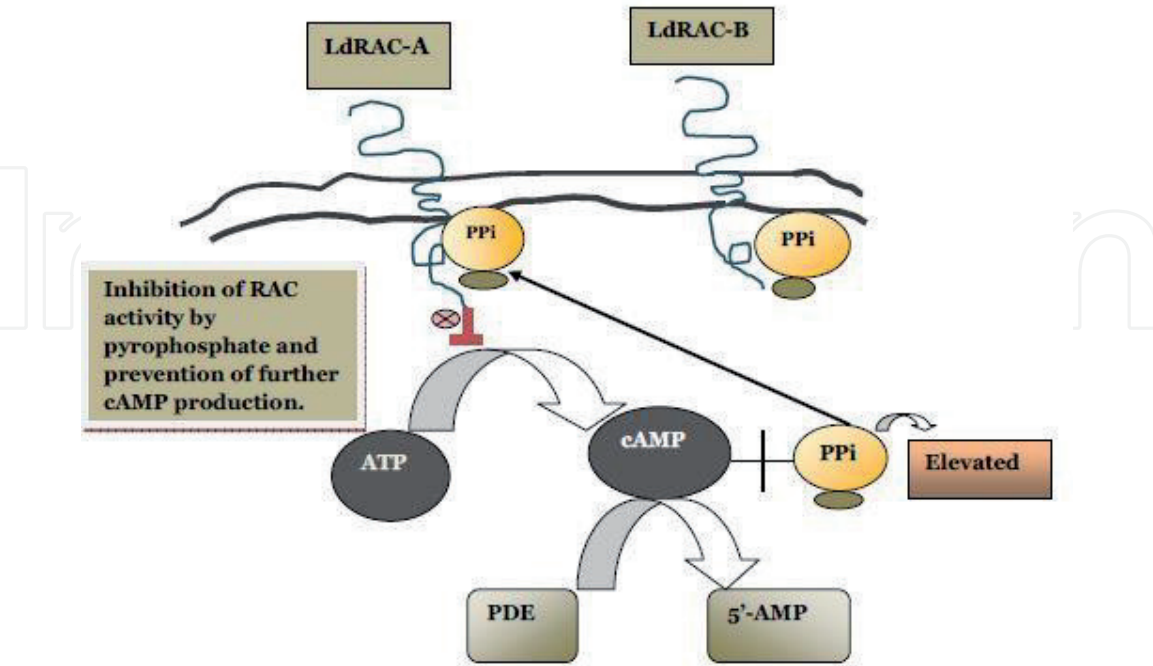 LdRAC-A
LdRAC-B
PPi
PPi
Inhibition of RAC
activity by
pyrophosphate and
prevention of further
cAMP production.
ATP
cAMP
PPi
Elevated
PDE
5'-AMP